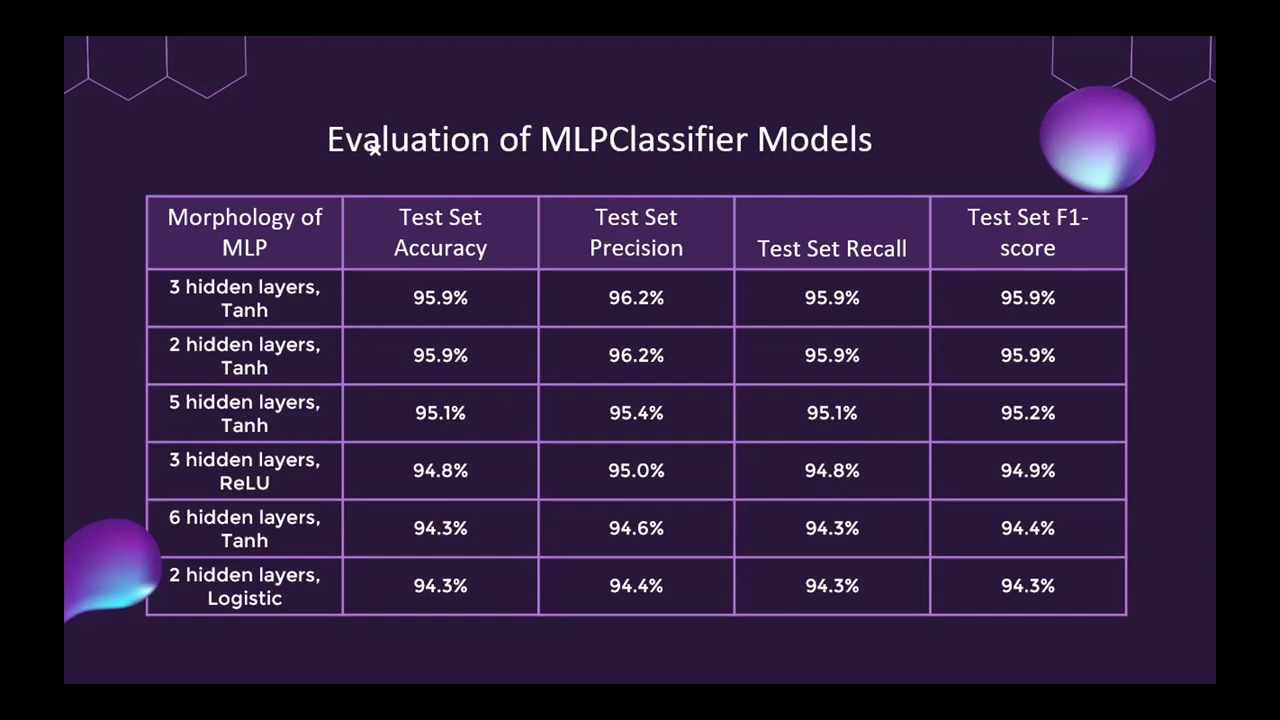 Evaluation of MLPClassifier Models
Morphology of
MLP
Test Set
Accuracy
Test Set
Precision
Test Set Recall
Test Set F1-
score
3 hidden layers,
Tanh
95.9%
96.2%
95.9%
95.9%
2 hidden layers,
Tanh
95.9%
96.2%
95.9%
95.9%
5 hidden layers,
Tanh
95.1%
95.4%
95.1%
95.2%
3 hidden layers,
ReLU
94.8%
95.0%
94.8%
94.9%
6 hidden layers,
Tanh
94.3%
94.6%
94.3%
94.4%
2 hidden layers,
Logistic
94.3%
94.4%
94.3%
94.3%